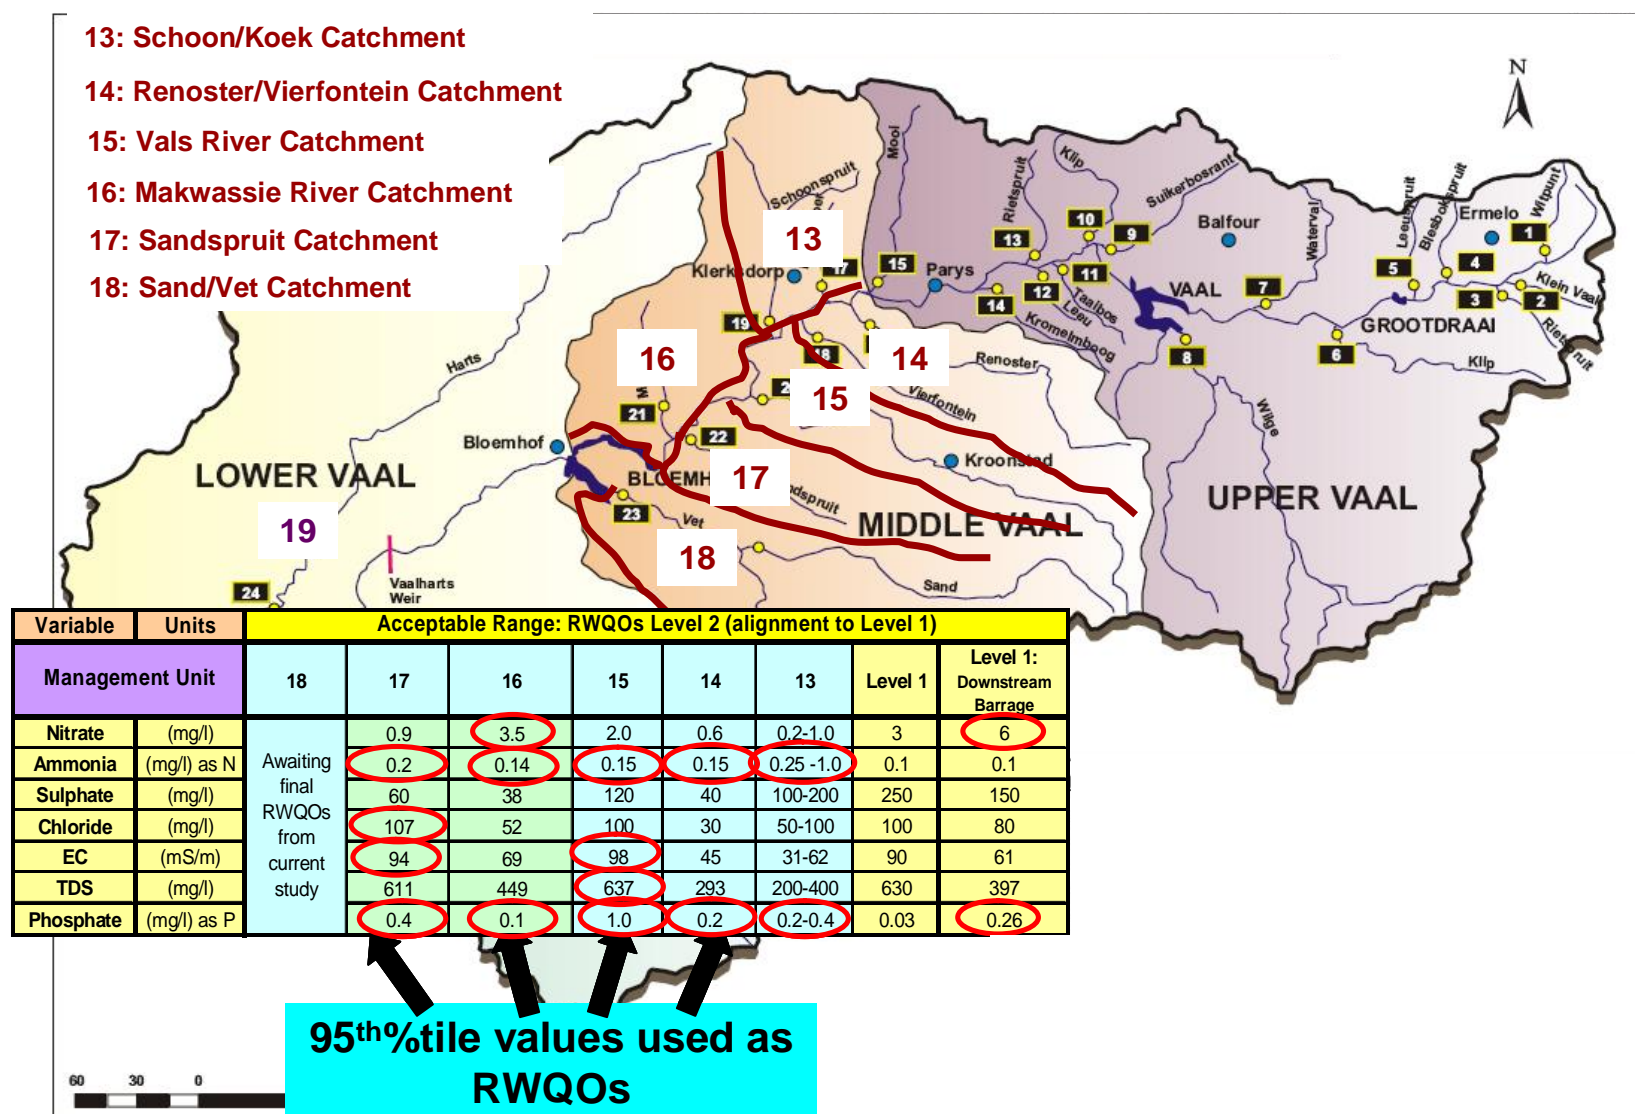 13: Schoon/Koek Catchment
14: Renoster/Vierfontein Catchment
15: Vals River Catchment
16: Makwassie River Catchment
17: Sandspruit Catchment
18: Sand/Vet Catchment
N
Mooi
Schoonspruit
Rietspruit
Klip
Suikerbosrant
Balfour
Waterval
Leeuspruit
Blesbokspruit
Ermelo
Witpunt
1
10
9
13
13
4
5
Klerksdorp
17
15
Parys
11
12
14
VAAL
7
3
2
Klein Vaal
GROOTDRAAI
Rietspruit
Taaibos
Leeu
Kromelmboog
19
18
8
6
Klip
16
14
Renoster
Harts
15
Vierfontein
Wilge
21
22
Bloemhof
Kroonstad
LOWER VAAL
BLOEMH
17
dspruit
UPPER VAAL
23
Vet
MIDDLE VAAL
19
18
Sand
Vaalharts
Weir
24
Variable Units Acceptable Range: RWQOs Level 2 (alignment to Level 1)
Management Unit 18 17 16 15 14 13 Level 1 Level 1: Downstream Barrage
Nitrate (mg/l) 0.9 3.5 2.0 0.6 0.2-1.0 3 6
Ammonia (mg/l) as N 0.2 0.14 0.15 0.15 0.25 -1.0 0.1 0.1
Sulphate (mg/l) 60 38 120 40 100-200 250 150
Chloride (mg/l) 107 52 100 30 50-100 100 80
EC (mS/m) 94 69 98 45 31-62 90 61
TDS (mg/l) 611 449 637 293 200-400 630 397
Phosphate (mg/l) as P 0.4 0.1 1.0 0.2 0.2-0.4 0.03 0.26
Awaiting
final
RWQOs
from
current
study
95th%tile values used as
RWQOs
60 30 0